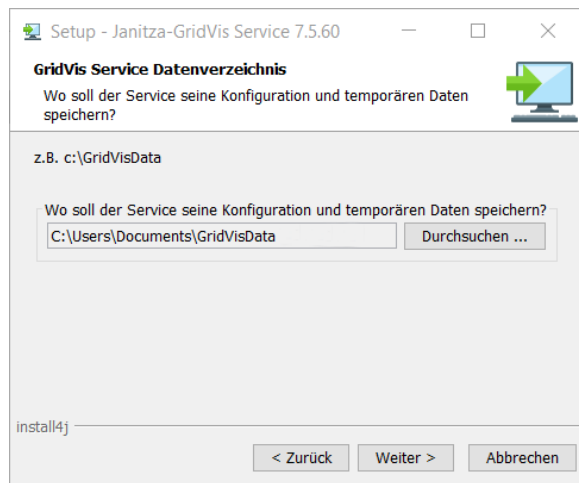 Setup - Janitza-GridVis Service 7.5.60
GridVis Service Datenverzeichnis
Wo soll der Service seine Konfiguration und temporären Daten
speichern?
z.B. c:\GridVisData
Wo soll der Service seine Konfiguration und temporären Daten speichern?
C:\Users\Documents\GridVisData
Durchsuchen ...
install4j
< Zurück
Weiter >
Abbrechen